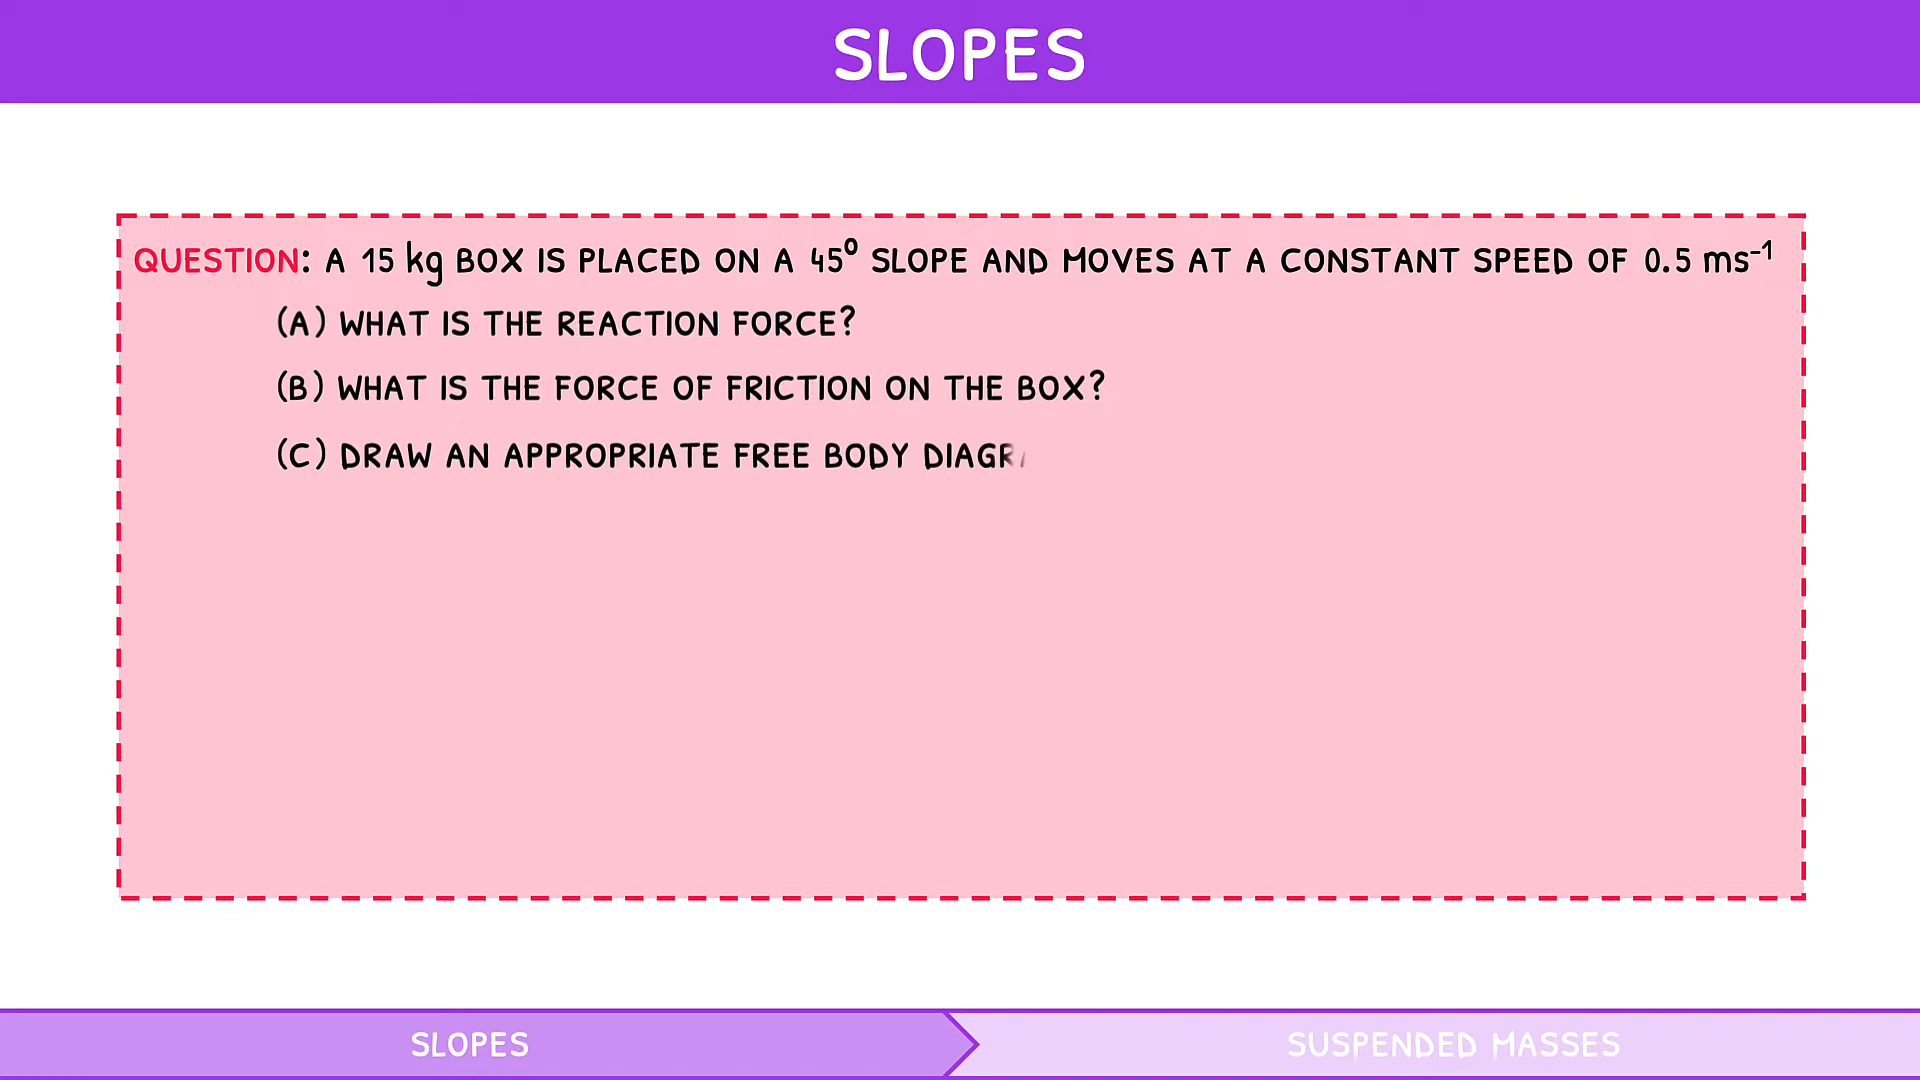 SLOPES
QUESTION: A 15 kg BOX IS PLACED ON A 45⁰ SLOPE AND MOVES AT A CONSTANT SPEED OF 0.5 ms⁻¹
(A) WHAT IS THE REACTION FORCE?
(B) WHAT IS THE FORCE OF FRICTION ON THE BOX?
(C) DRAW AN APPROPRIATE FREE BODY
SLOPES
SUSPENDED MASSES